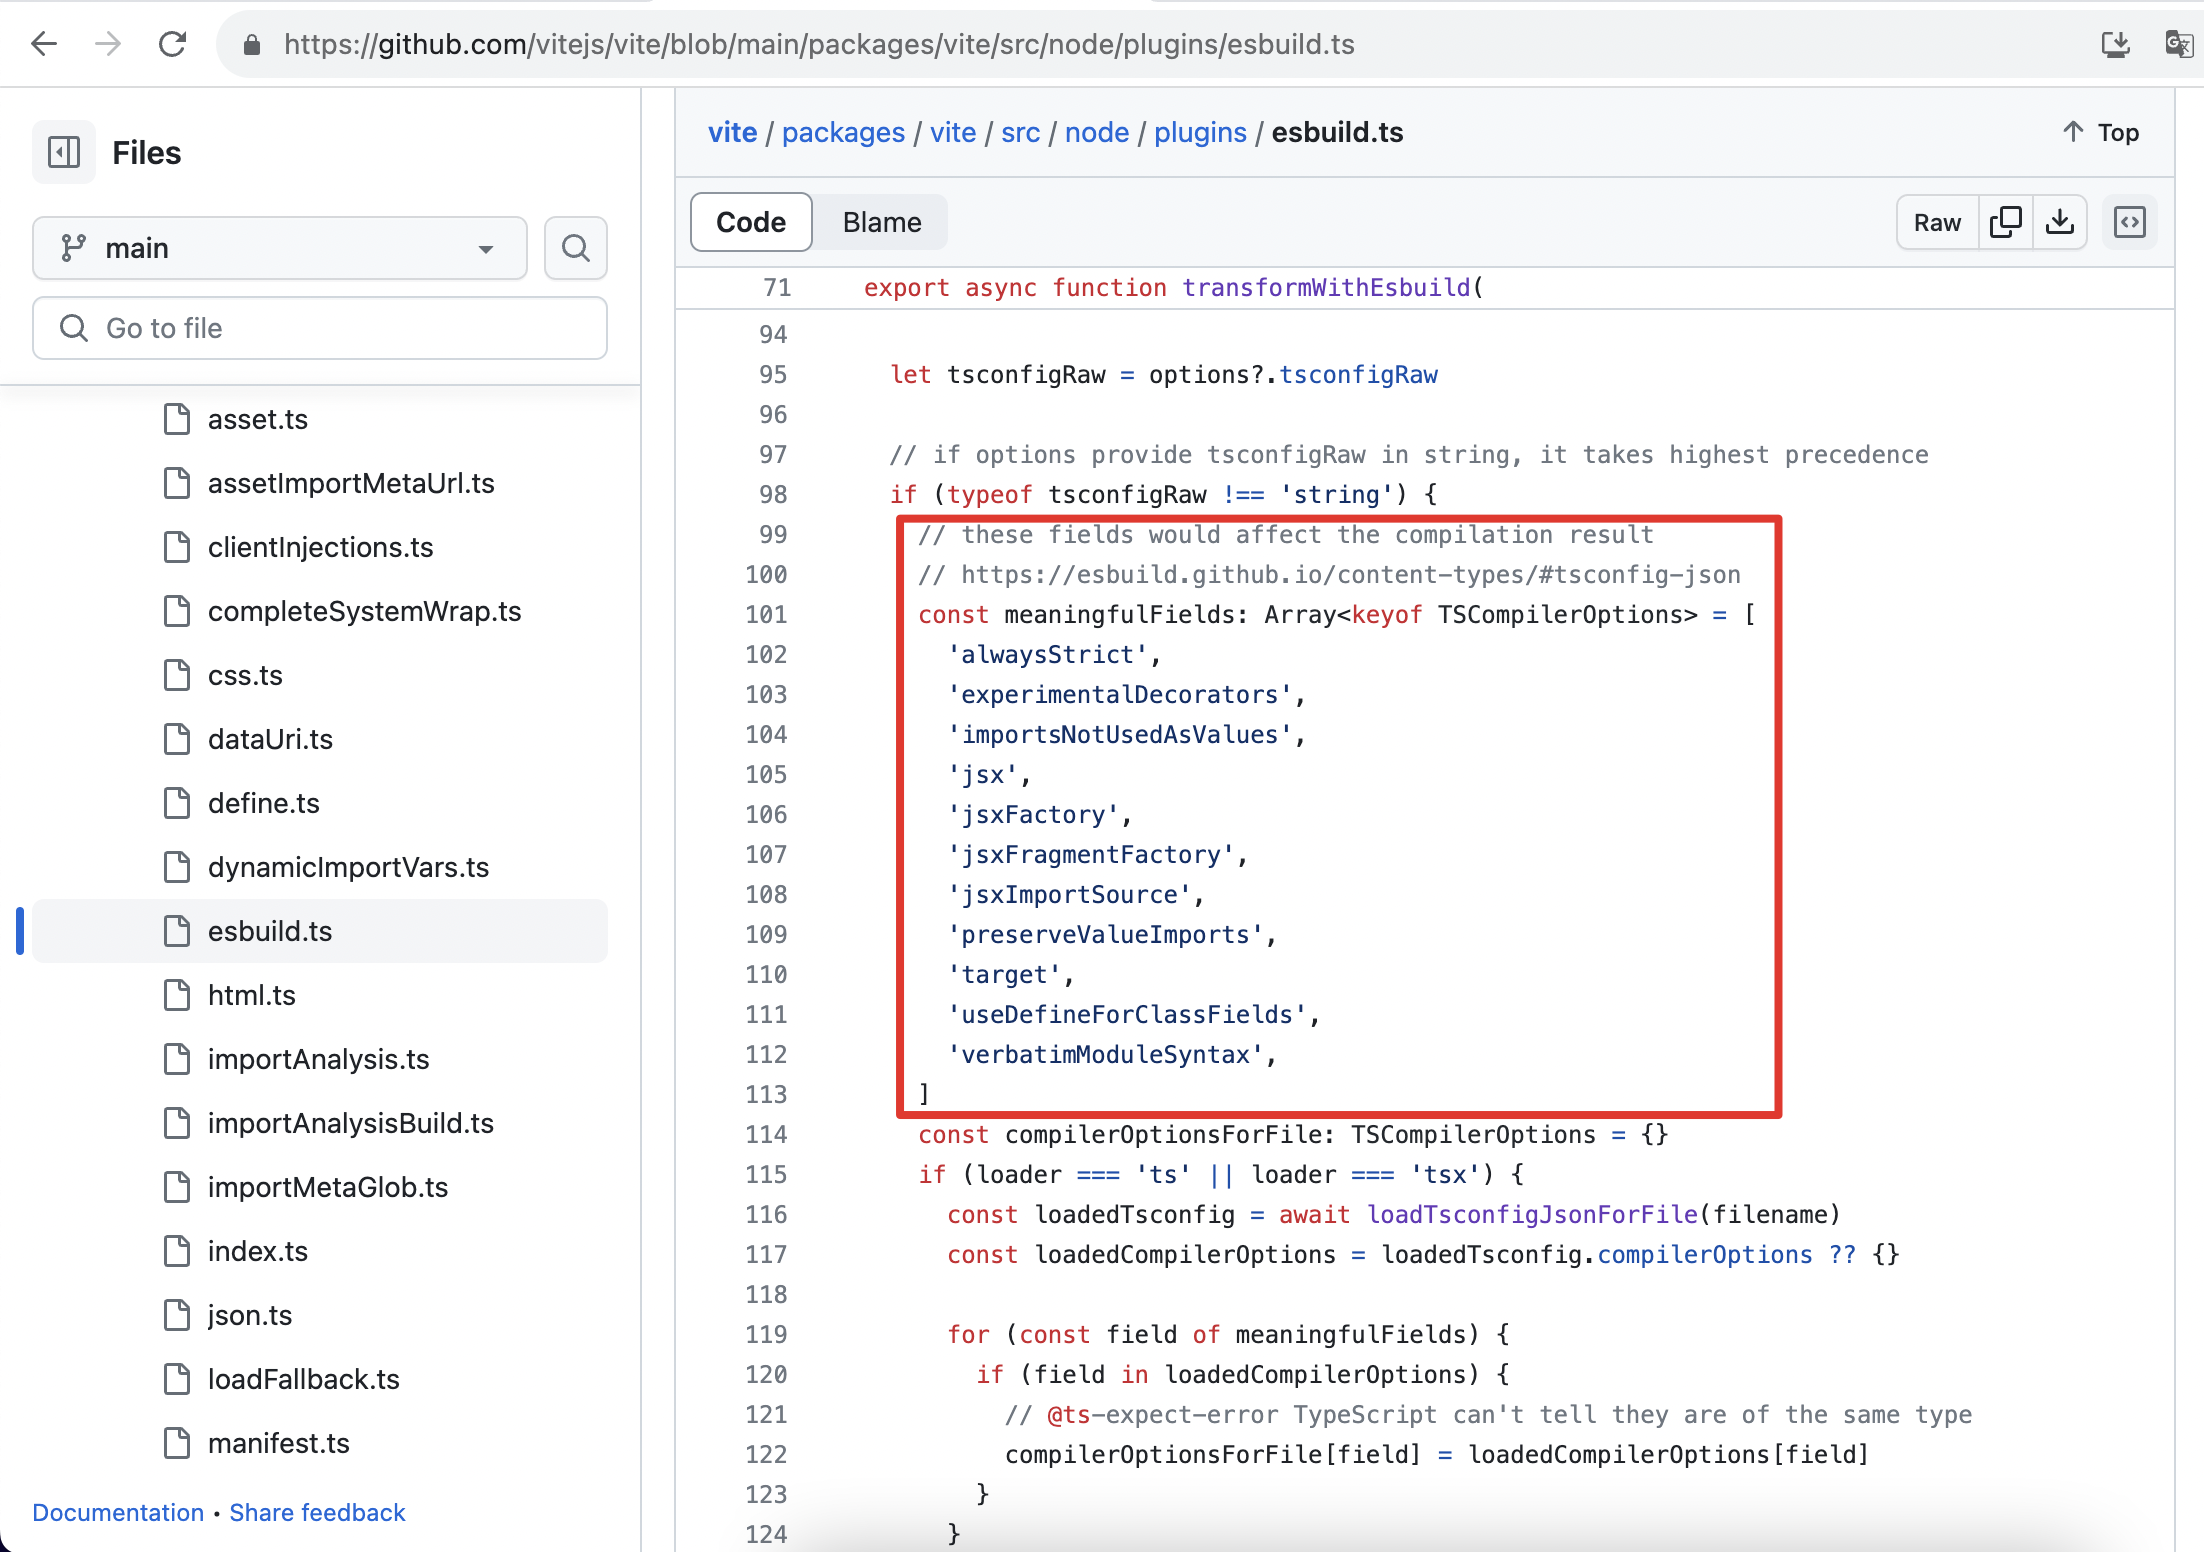 https://github.com/vitejs/vite/blob/main/packages/vite/src/node/plugins/esbuild.ts
Files
main
Go to file
asset.ts
assetImportMetaUrl.ts
clientInjections.ts
completeSystemWrap.ts
css.ts
dataUri.ts
define.ts
dynamicImportVars.ts
esbuild.ts
html.ts
importAnalysis.ts
importAnalysisBuild.ts
importMetaGlob.ts
index.ts
json.ts
loadFallback.ts
manifest.ts
Documentation • Share feedback
vite / packages / vite / src / node / plugins / esbuild.ts
Top
Code Blame
Raw
71 export async function transformWithEsbuild(
94
95 let tsconfigRaw = options?.tsconfigRaw
96
97 // if options provide tsconfigRaw in string, it takes highest precedence
98 if (typeof tsconfigRaw !== 'string') {
99 // these fields would affect the compilation result
100 // https://esbuild.github.io/content-types/#tsconfig-json
101 const meaningfulFields: Array<keyof TSCompilerOptions> = [
102 'alwaysStrict',
103 'experimentalDecorators',
104 'importsNotUsedAsValues',
105 'jsx',
106 'jsxFactory',
107 'jsxFragmentFactory',
108 'jsxImportSource',
109 'preserveValueImports',
110 'target',
111 'useDefineForClassFields',
112 'verbatimModuleSyntax',
113 ]
114 const compilerOptionsForFile: TSCompilerOptions = {}
115 if (loader === 'ts' || loader === 'tsx') {
116 const loadedTsconfig = await loadTsconfigJsonForFile(filename)
117 const loadedCompilerOptions = loadedTsconfig.compilerOptions ?? {}
118
119 for (const field of meaningfulFields) {
120 if (field in loadedCompilerOptions) {
121 // @ts-expect-error TypeScript can't tell they are of the same type
122 compilerOptionsForFile[field] = loadedCompilerOptions[field]
123 }
124 }